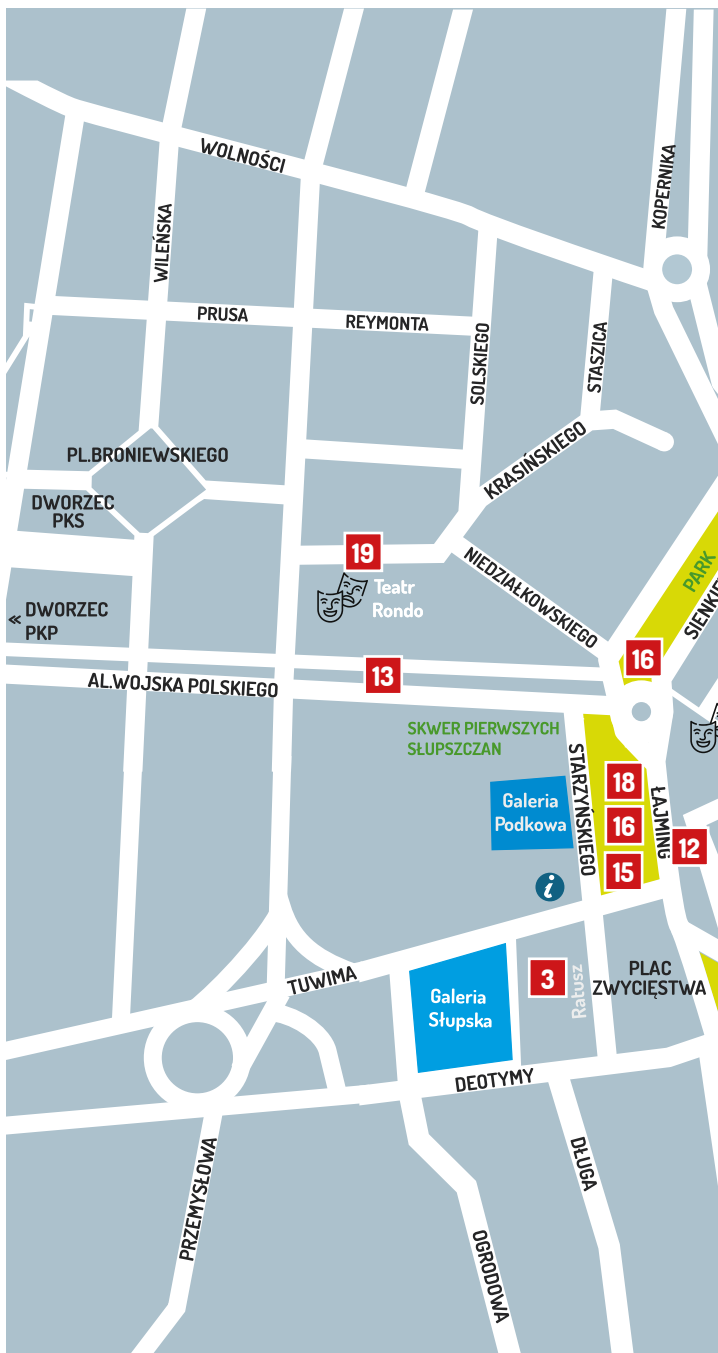 WOLNOŚCI
KOPERNIKA
WILEŃSKA
PRUSA
REYMONTA
SOLSKIEGO
STASZICA
PL.BRONIEWSKIEGO
KRASIŃSKIEGO
DWORZEC
PKS
19
NIEDZIAŁKOWSKIEGO
PARK
Teatr
Rondo
« DWORZEC
PKP
16
13
AL.WOJSKA POLSKIEGO
SKWER PIERWSZYCH
SŁUPSZCZAN
STARZYŃSKIEGO
18
ŁAJMING
Galeria
Podkowa
16
12
15
i
TUWIMA
3
Ratusz
PLAC
ZWYCIĘSTWA
Galeria
Słupska
DEOTYMY
PRZEMYSŁOWA
DŁUGA
OGRODOWA